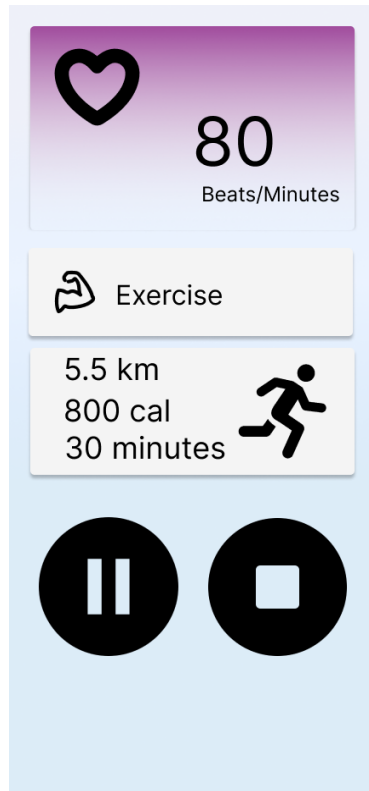 80
Beats/Minutes
Exercise
5.5 km
800 cal
30 minutes